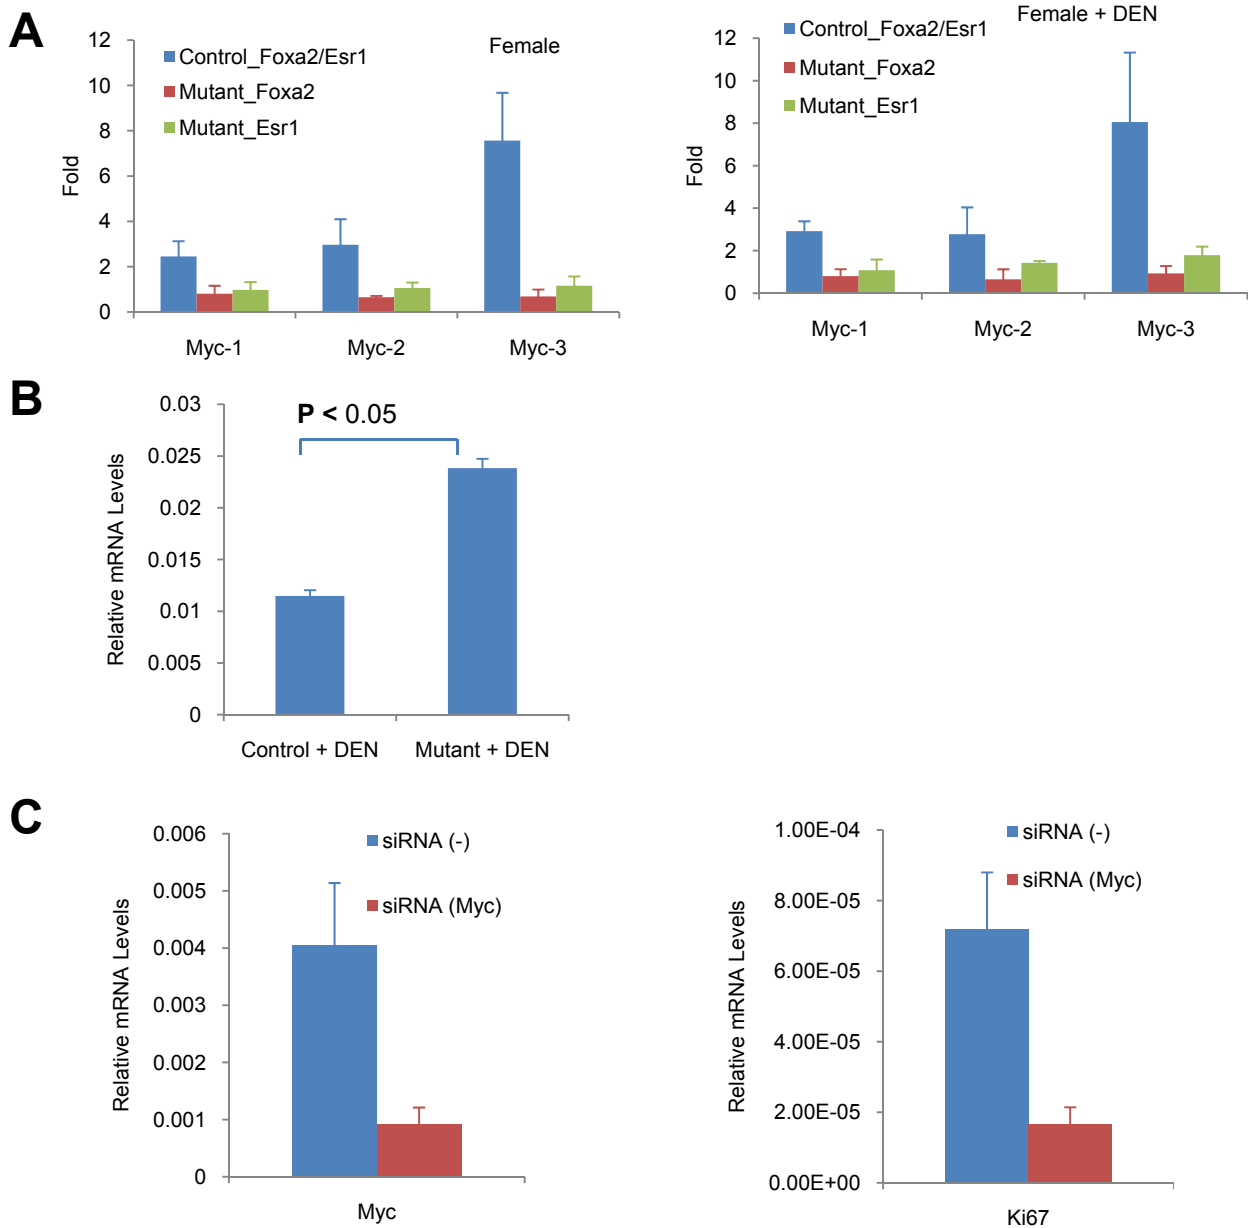 A
Female
Control_Foxa2/Esr1
Mutant_Foxa2
Mutant_Esr1
12
10
8
6
4
2
0
Fold
Myc-1
Myc-2
Myc-3
Female + DEN
Control_Foxa2/Esr1
Mutant_Foxa2
Mutant_Esr1
12
10
8
6
4
2
0
Fold
Myc-1
Myc-2
Myc-3
B
P < 0.05
0.03
0.025
0.02
0.015
0.01
0.005
0
Relative mRNA Levels
Control + DEN
Mutant + DEN
C
siRNA (-)
siRNA (Myc)
0.006
0.005
0.004
0.003
0.002
0.001
0
Relative mRNA Levels
Myc
siRNA (-)
siRNA (Myc)
1.00E-04
8.00E-05
6.00E-05
4.00E-05
2.00E-05
0.00E+00
Relative mRNA Levels
Ki67